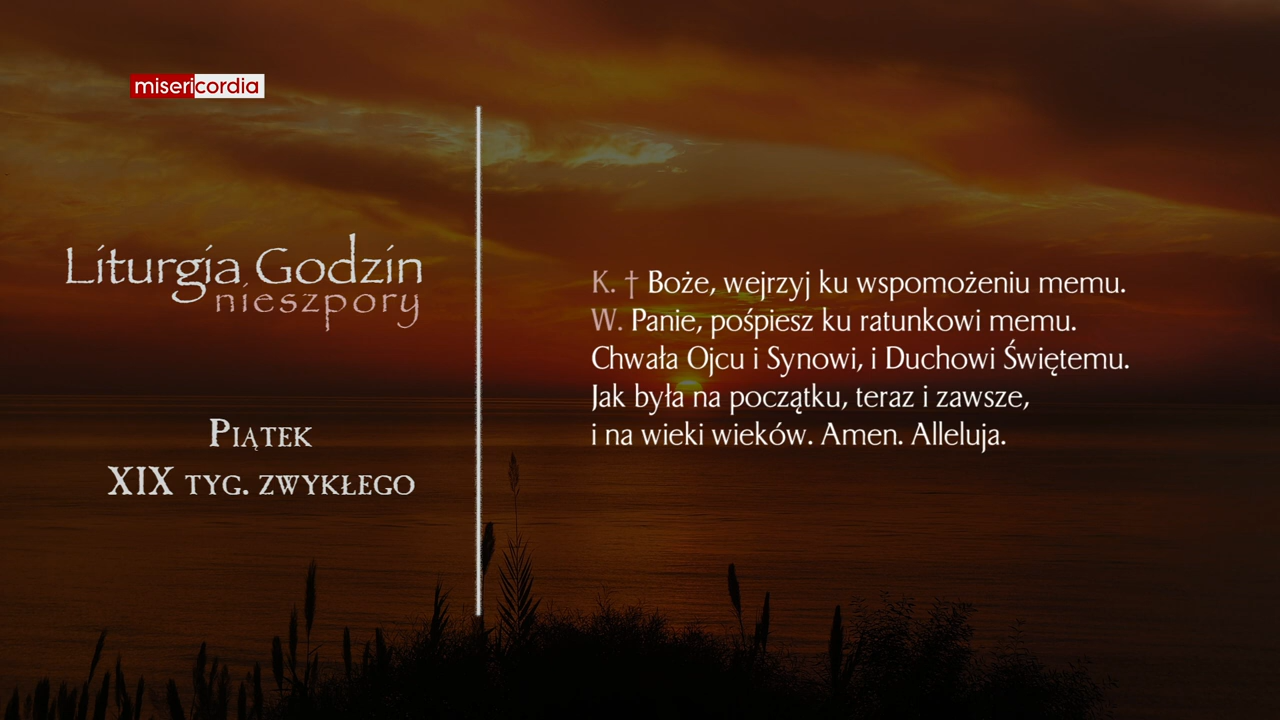 misericordia
Liturgia Godzin
nieszpory
Piątek
XIX tyg. zwykłego
K. † Boże, wejrzyj ku wspomożeniu memu.
W. Panie, pośpiesz ku ratunkowi memu.
Chwała Ojcu i Synowi, i Duchowi Świętemu.
Jak była na początku, teraz i zawsze,
i na wieki wieków. Amen. Alleluja.